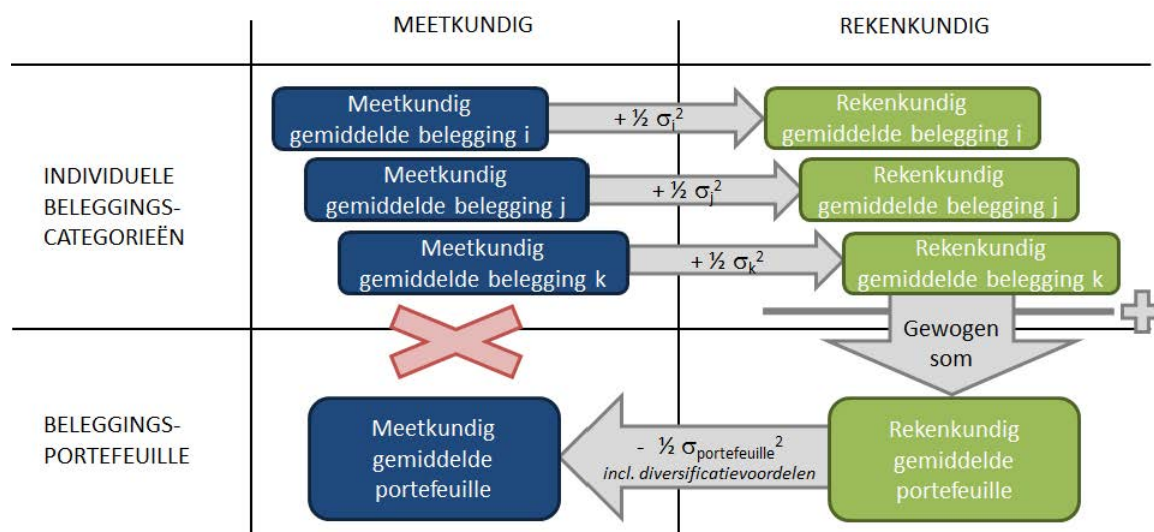 MEETKUNDIG
REKENKUNDIG
INDIVIDUELE
BELEGGINGS-
CATEGORIEËN
Meetkundig
gemiddelde belegging i
+ ½ σi²
Rekenkundig
gemiddelde belegging i
Meetkundig
gemiddelde belegging j
+ ½ σj²
Rekenkundig
gemiddelde belegging j
Meetkundig
gemiddelde belegging k
+ ½ σk²
Rekenkundig
gemiddelde belegging k
Gewogen
som
BELEGGINGS-
PORTEFEUILLE
Meetkundig
gemiddelde
portefeuille
- ½ σportefeuille²
incl. diversificatievoordelen
Rekenkundig
gemiddelde
portefeuille